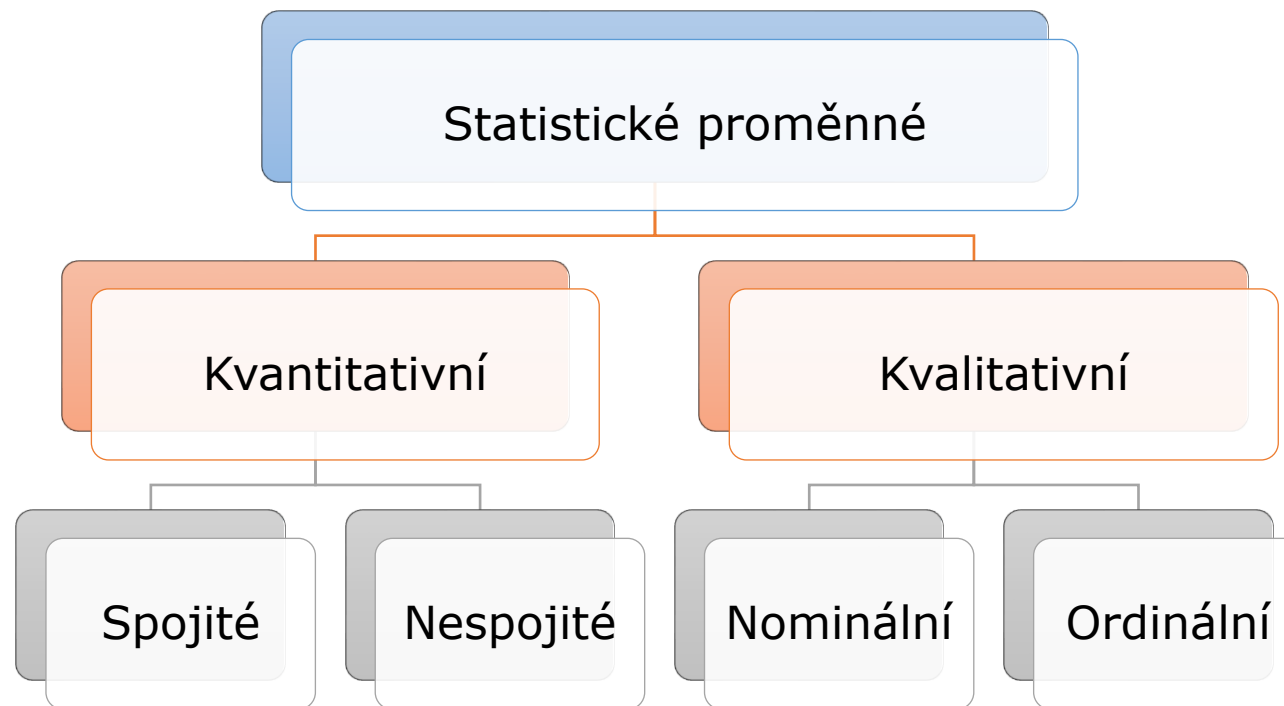 Statistické proměnné
Kvantitativní
Kvalitativní
Spojité
Nespojité
Nominální
Ordinální